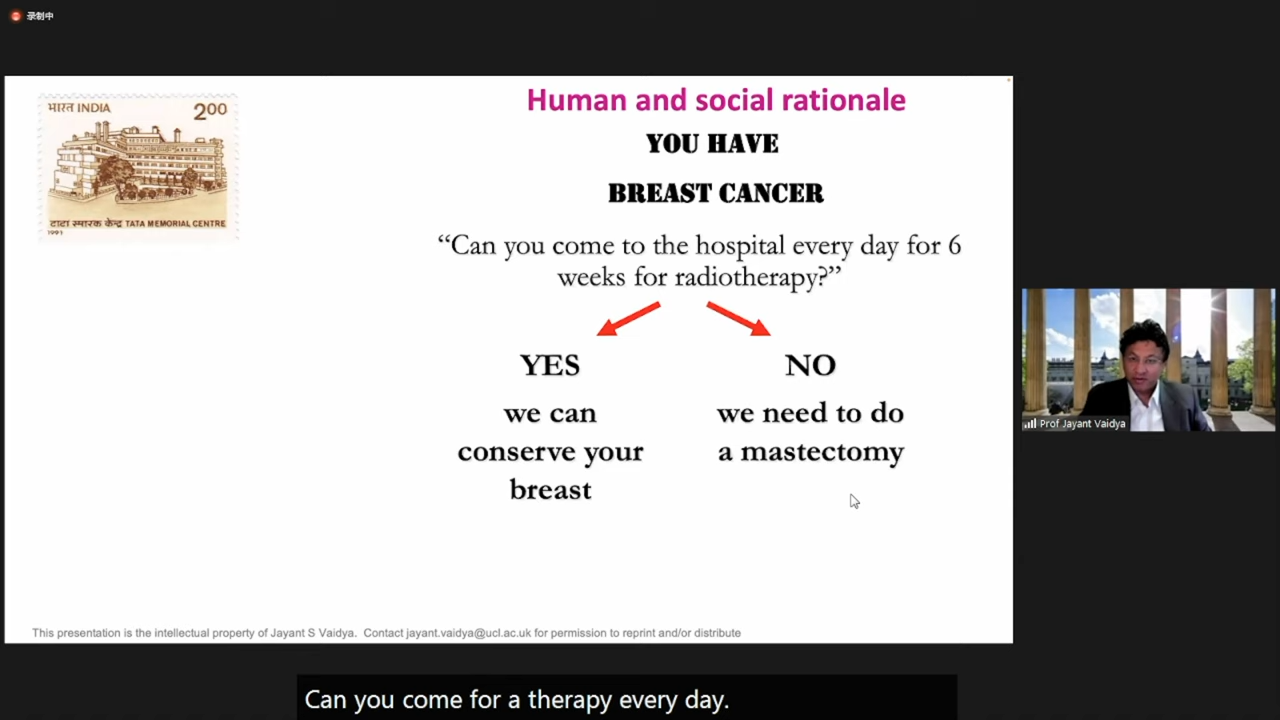 录制中
भारत INDIA 2.00
टाटा स्मारक केन्द्र TATA MEMORIAL CENTRE
1991
Human and social rationale
YOU HAVE
BREAST CANCER
“Can you come to the hospital every day for 6
weeks for radiotherapy?”
YES
we can
conserve your
breast
NO
we need to do
a mastectomy
Prof Jayant Vaidya
This presentation is the intellectual property of Jayant S Vaidya. Contact jayant.vaidya@ucl.ac.uk for permission to reprint and/or distribute
Can you come for a therapy every day.